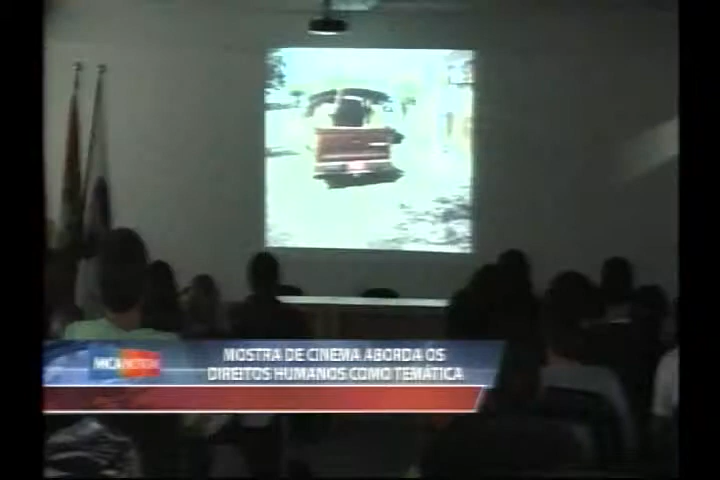 MOSTRA DE CINEMA ABORDA OS
DIREITOS HUMANOS COMO TEMÁTICA